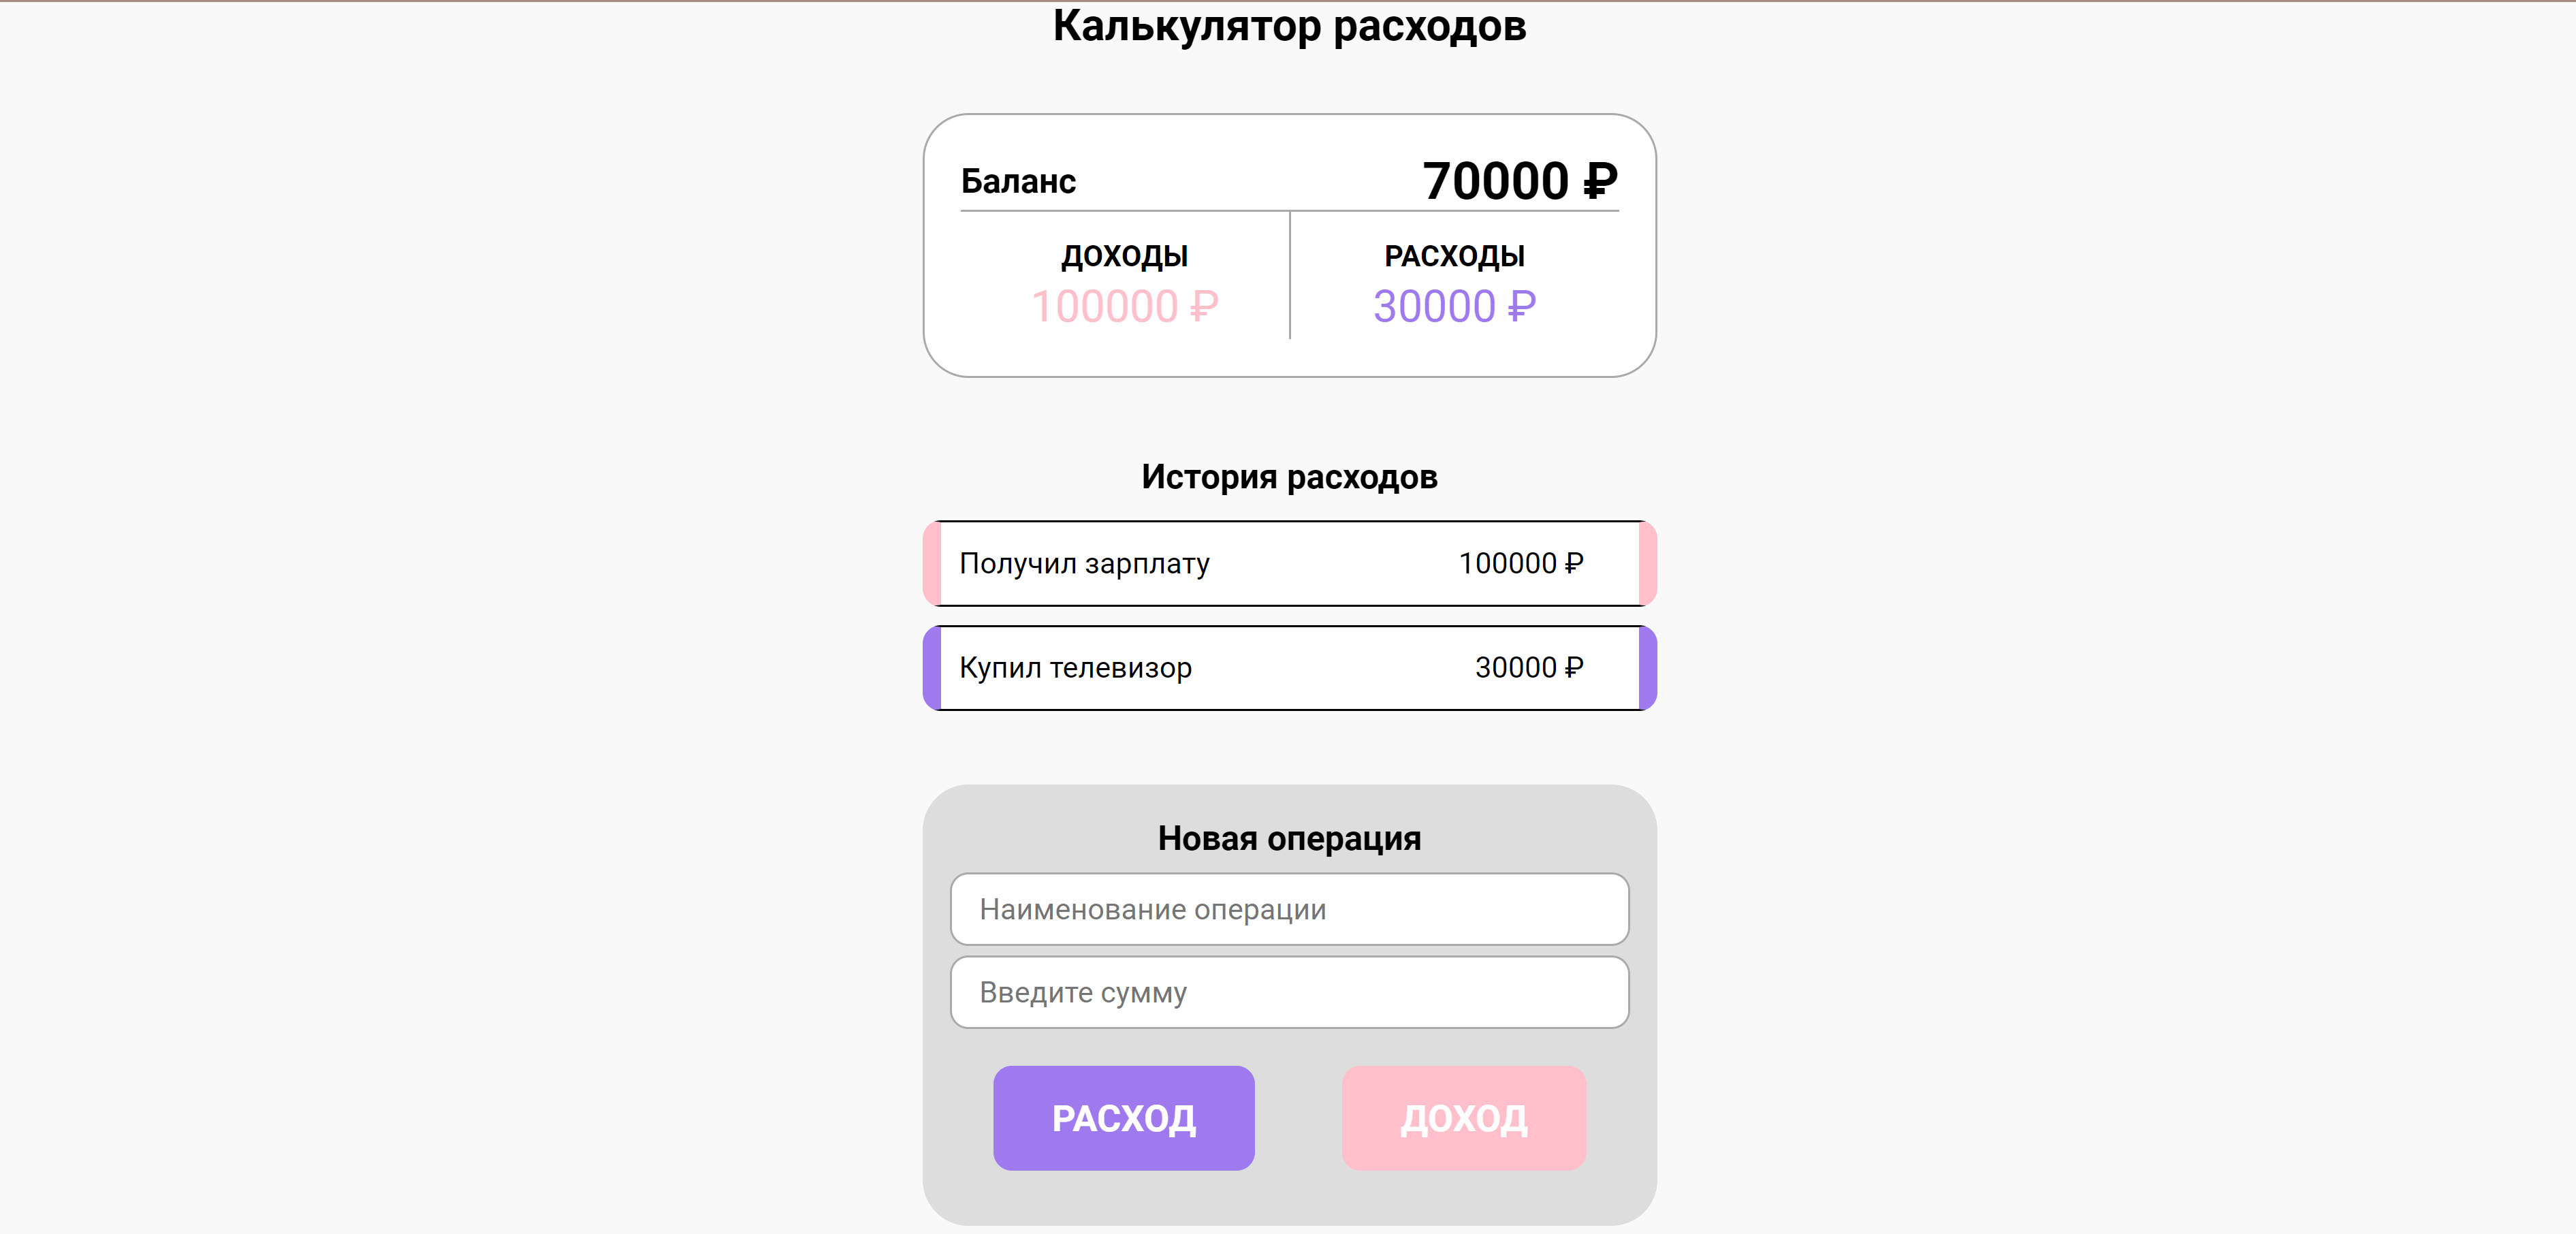 Калькулятор расходов
Баланс 70000 ₽
ДОХОДЫ РАСХОДЫ
100000 ₽ 30000 ₽
История расходов
Получил зарплату 100000 ₽
Купил телевизор 30000 ₽
Новая операция
Наименование операции
Введите сумму
РАСХОД ДОХОД